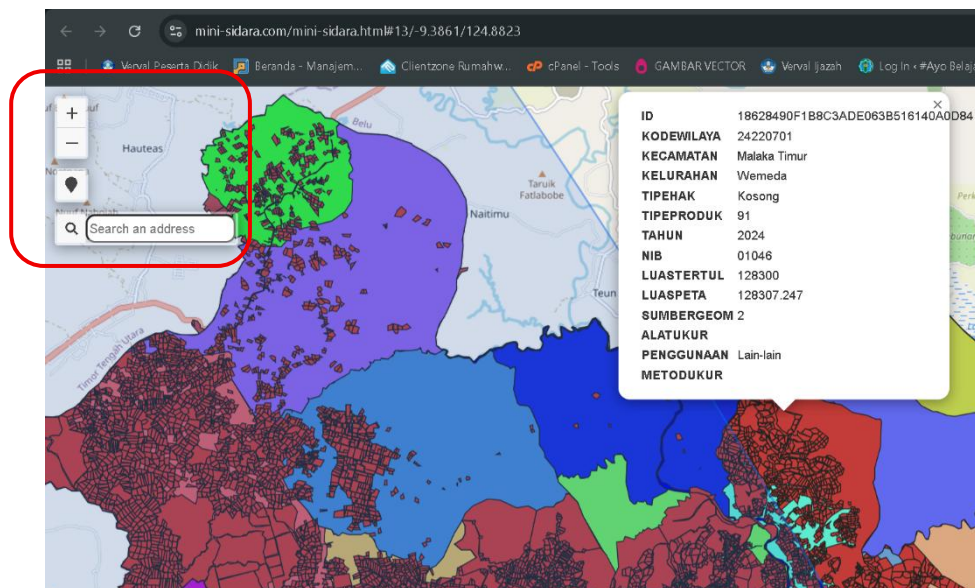 mini-sidara.com/mini-sidara.html#13/-9.3861/124.8823
Verval Peserta Didik
Beranda - Manajem...
Clientzone Rumahw...
cPanel - Tools
GAMBAR VECTOR
Verval Ijazah
Log In ‹ #Ayo Belaja
+
−
Search an address
Hauteas
Belu
Taruik
Fatlabobe
Naitimu
Teun
Timor Tengah Utara
×
ID 18628490F1B8C3ADE063B516140A0D84
KODEWILAYA 24220701
KECAMATAN Malaka Timur
KELURAHAN Wemeda
TIPEHAK Kosong
TIPEPRODUK 91
TAHUN 2024
NIB 01046
LUASTERTUL 128300
LUASPETA 128307.247
SUMBERGEOM 2
ALATUKUR
PENGGUNAAN Lain-lain
METODUKUR